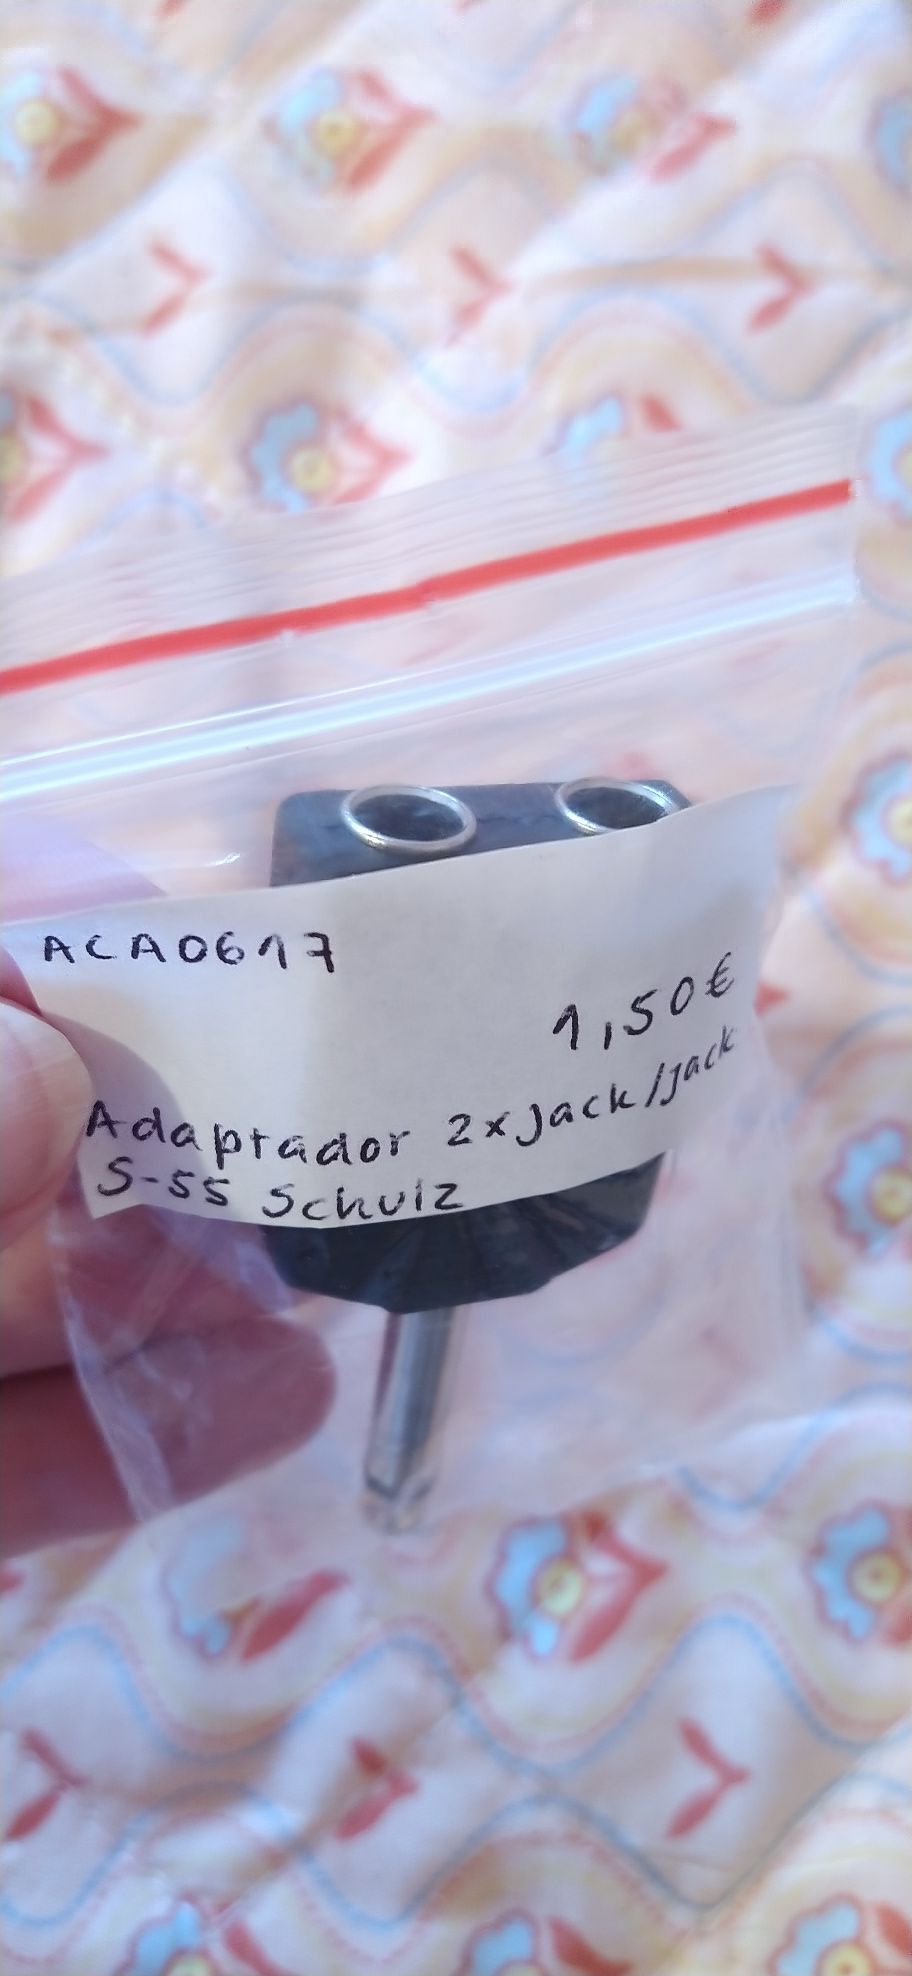 ACA0617
1,50€
Adaptador 2xjack/jack
S-55 Schulz